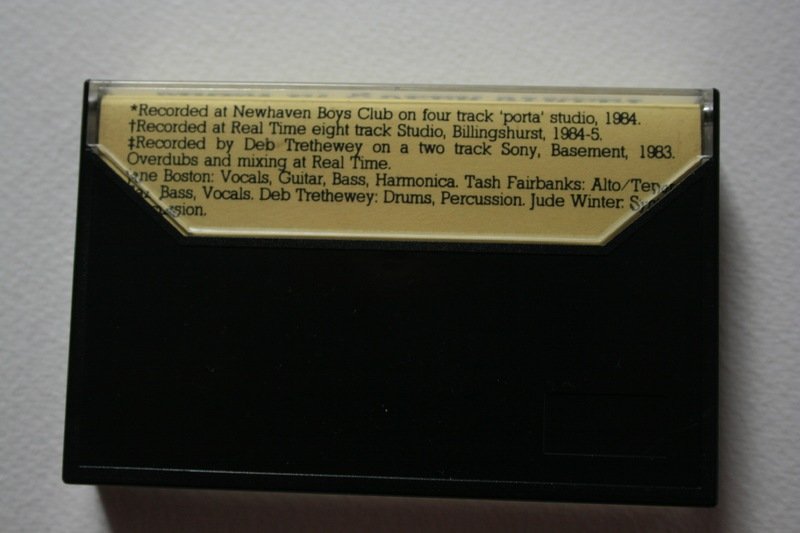 *Recorded at Newhaven Boys Club on four track 'porta' studio, 1984.
†Recorded at Real Time eight track Studio, Billingshurst, 1984-5.
‡Recorded by Deb Trethewey on a two track Sony, Basement, 1983.
Overdubs and mixing at Real Time.
Boston: Vocals, Guitar, Bass, Harmonica. Tash Fairbanks: Alto/Tenor
Bass, Vocals. Deb Trethewey: Drums, Percussion. Jude Winter: